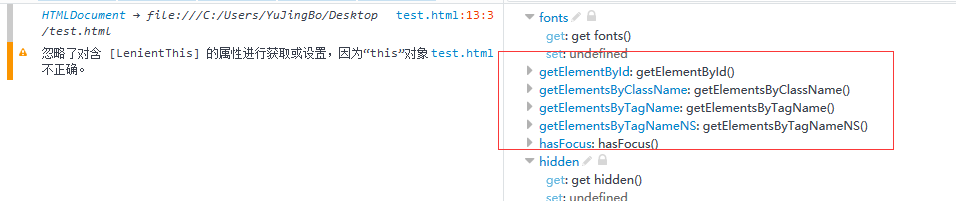 HTMLDocument → file:///C:/Users/YuJingBo/Desktop test.html:13:3
/test.html
忽略了对含 [LenientThis] 的属性进行获取或设置，因为“this”对象 test.html
不正确。
fonts
get: get fonts()
set: undefined
getElementById: getElementById()
getElementsByClassName: getElementsByClassName()
getElementsByTagName: getElementsByTagName()
getElementsByTagNameNS: getElementsByTagNameNS()
hasFocus: hasFocus()
hidden
get: get hidden()
set: undefined